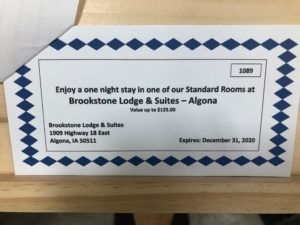 1089
Enjoy a one night stay in one of our Standard Rooms at
Brookstone Lodge & Suites – Algona
Value up to $125.00
Brookstone Lodge & Suites
1909 Highway 18 East
Algona, IA 50511
Expires: December 31, 2020